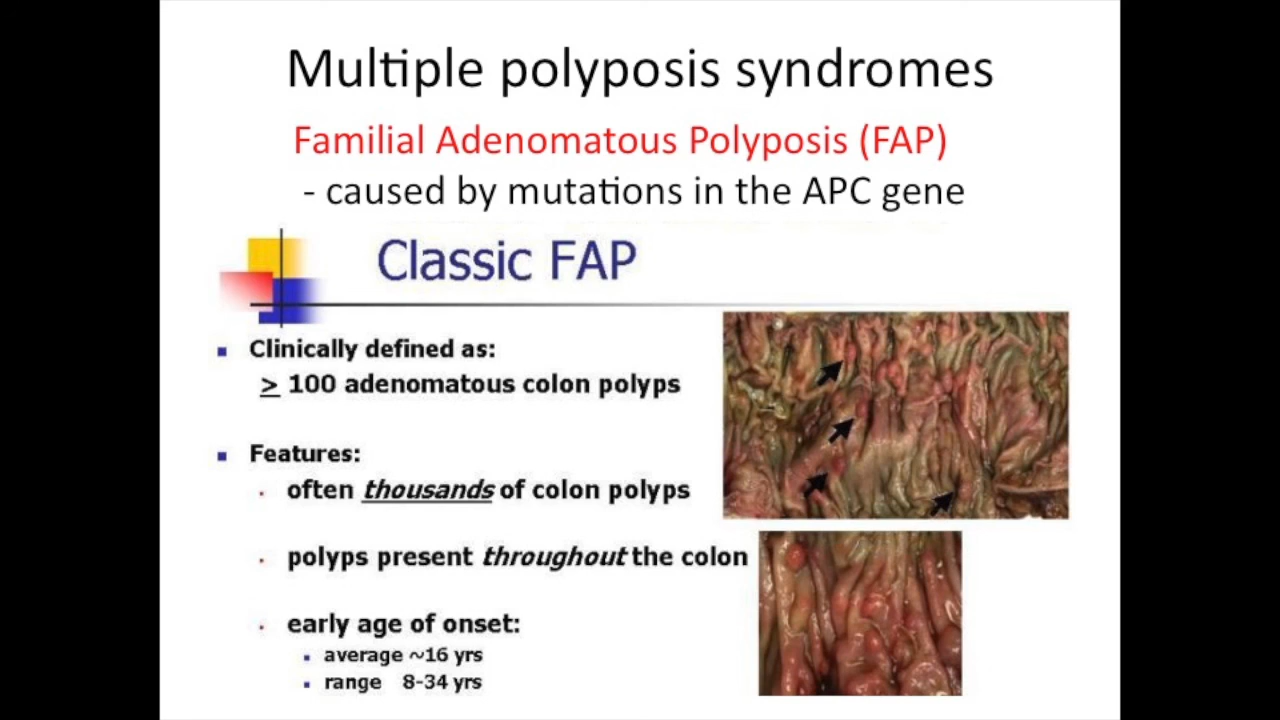 Multiple polyposis syndromes
Familial Adenomatous Polyposis (FAP)
- caused by mutations in the APC gene
Classic FAP
Clinically defined as:
≥ 100 adenomatous colon polyps
Features:
often thousands of colon polyps
polyps present throughout the colon
early age of onset:
average ~16 yrs
range 8-34 yrs